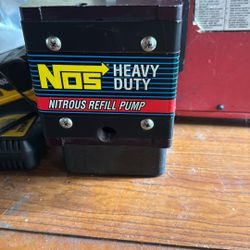 NOS HEAVY
DUTY
NITROUS REFILL PUMP